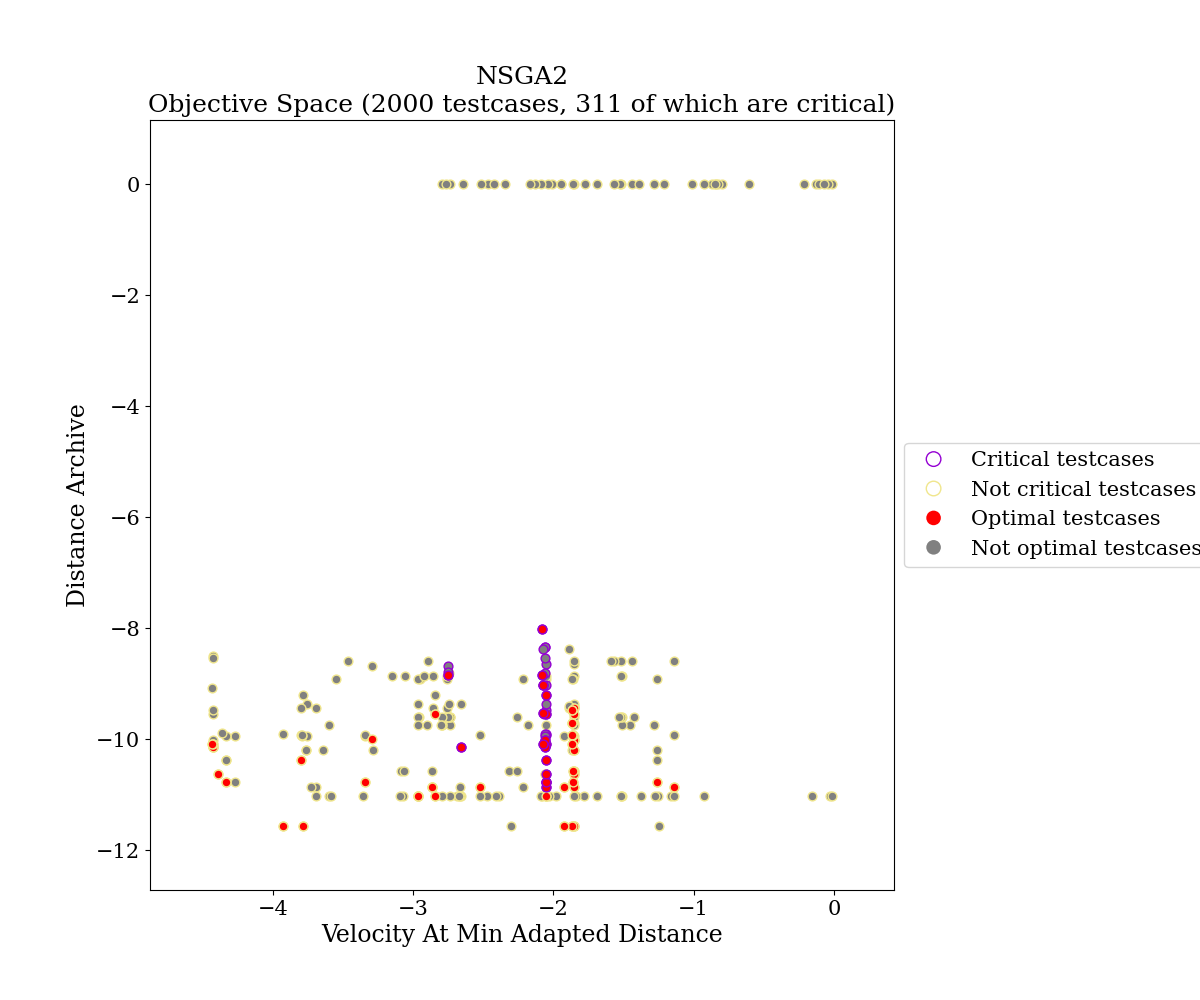 NSGA2
Objective Space (2000 testcases, 311 of which are critical)
0
−2
−4
−6
−8
−10
−12
Distance Archive
−4
−3
−2
−1
0
Velocity At Min Adapted Distance
Critical testcases
Not critical testcases
Optimal testcases
Not optimal testcases